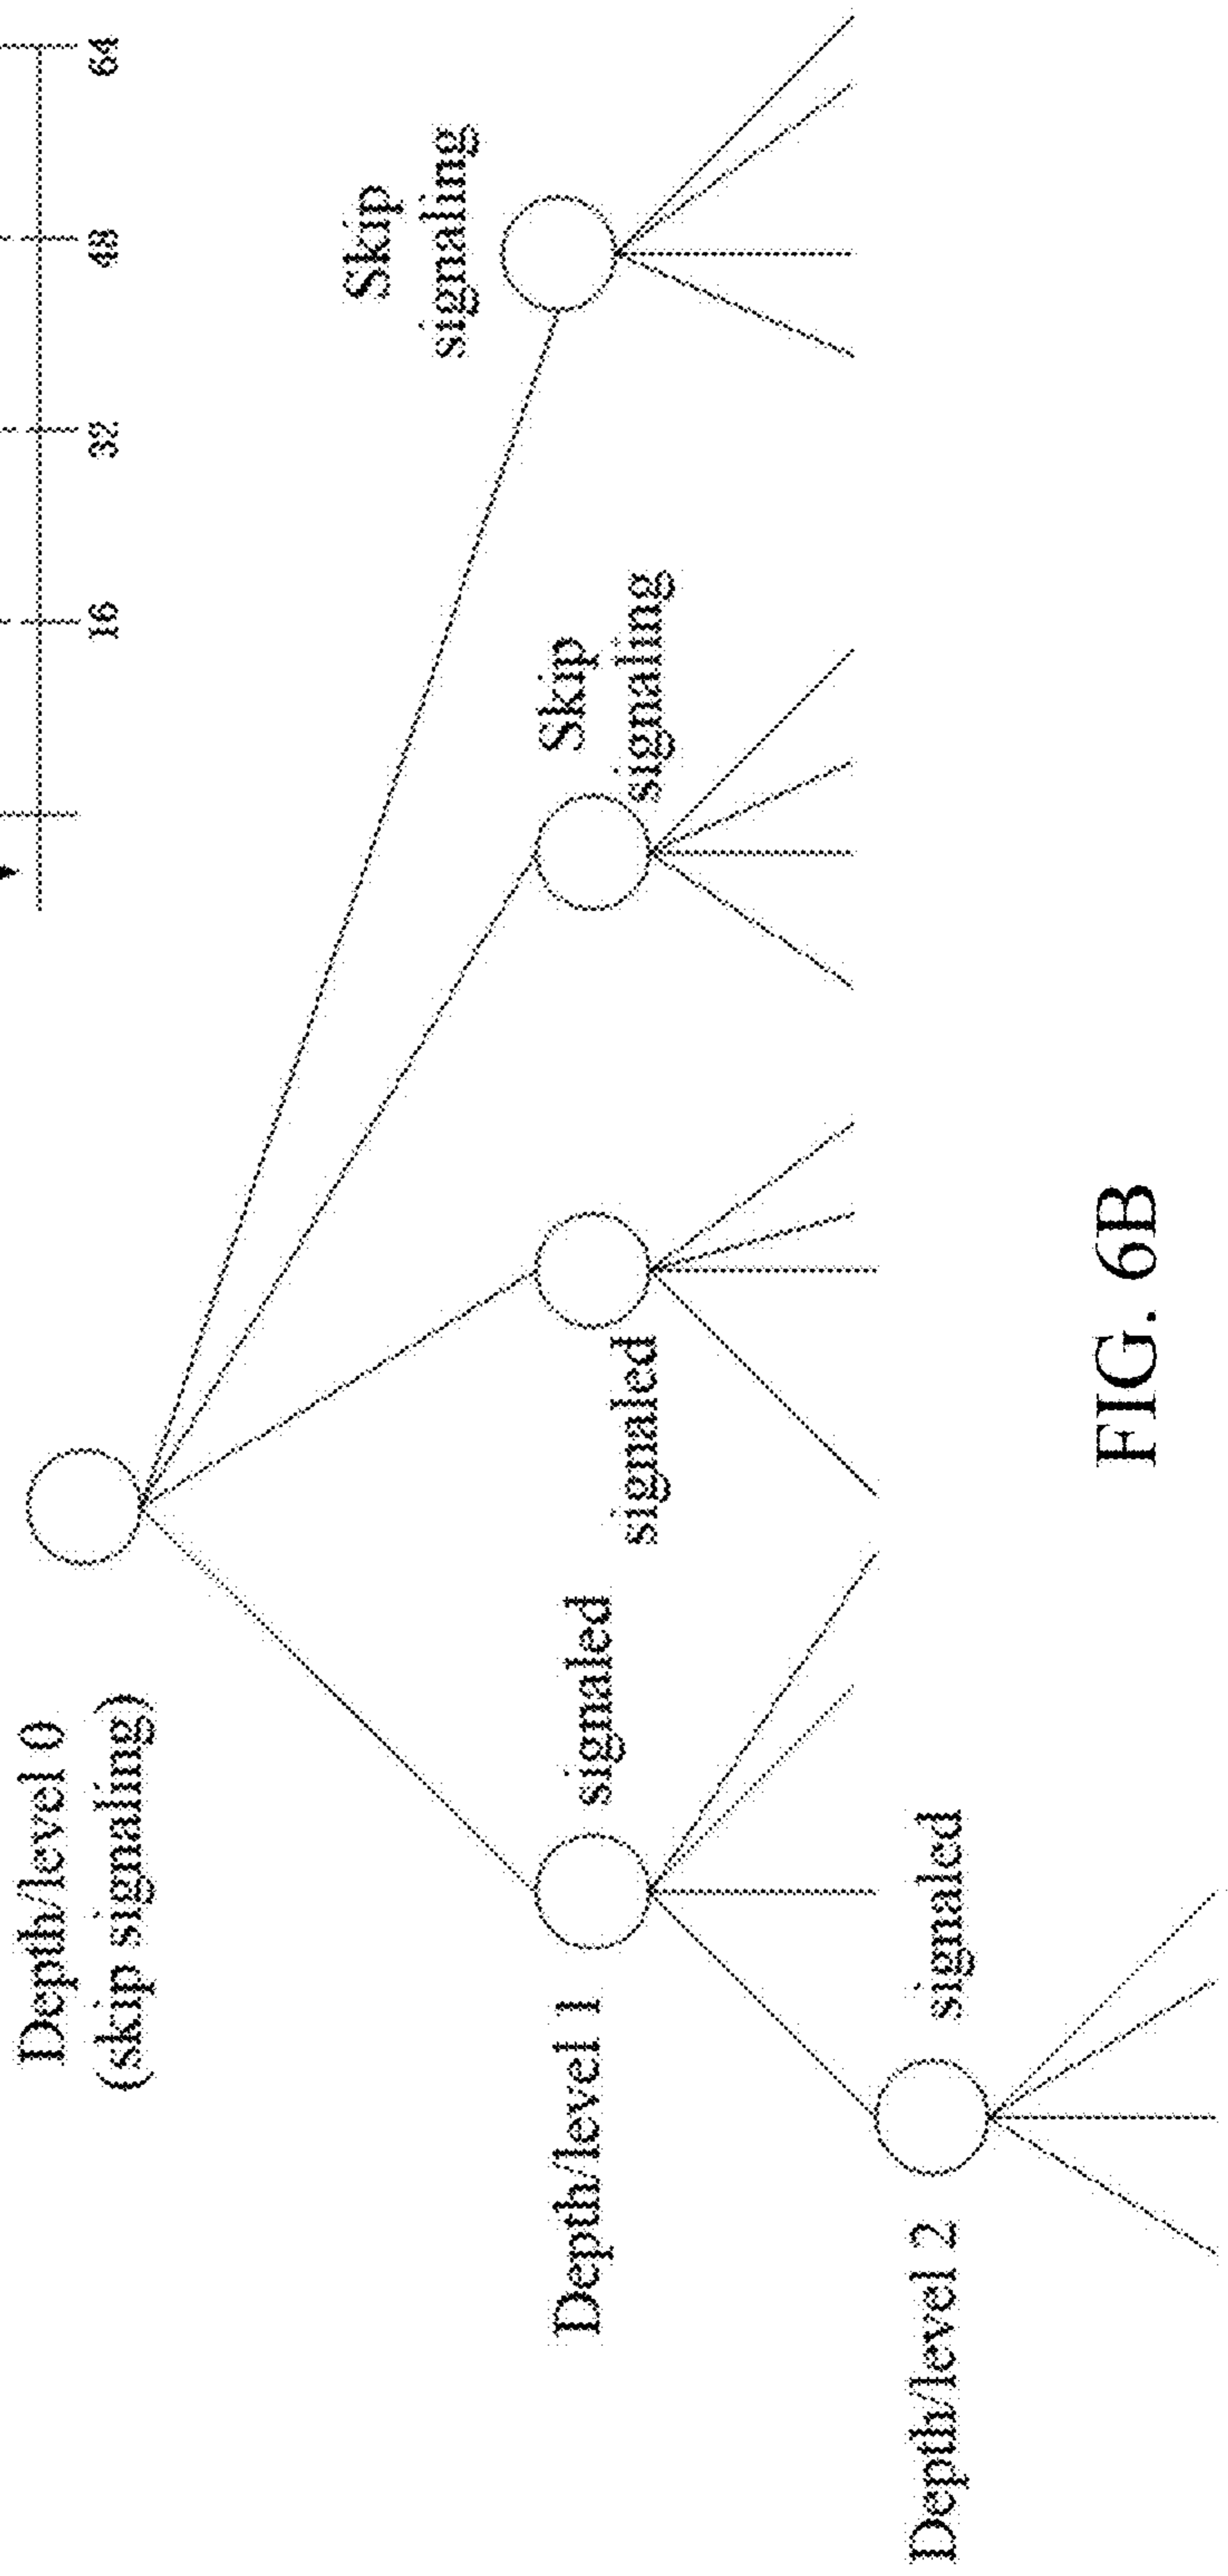 16
32
48
64
Depth/level 0
(skip signaling)
Depth/level 1
signaled
signaled
Skip
signaling
Skip
signaling
Depth/level 2
signaled
FIG. 6B